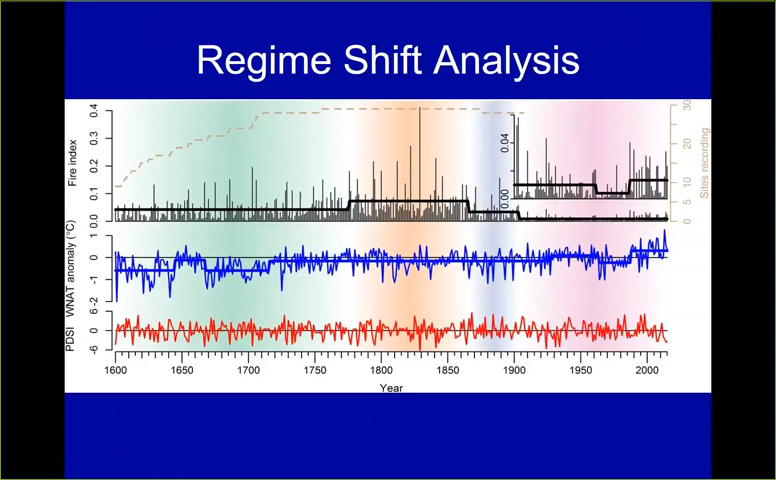 Regime Shift Analysis
0.4
0.3
0.2
0.1
0.0
Fire index
30
20
10
5
0
Sites recording
0.04
0.00
WNAT anomaly (°C)
1
0
-1
-2
PDSI
6
0
-6
1600 1650 1700 1750 1800 1850 1900 1950 2000
Year